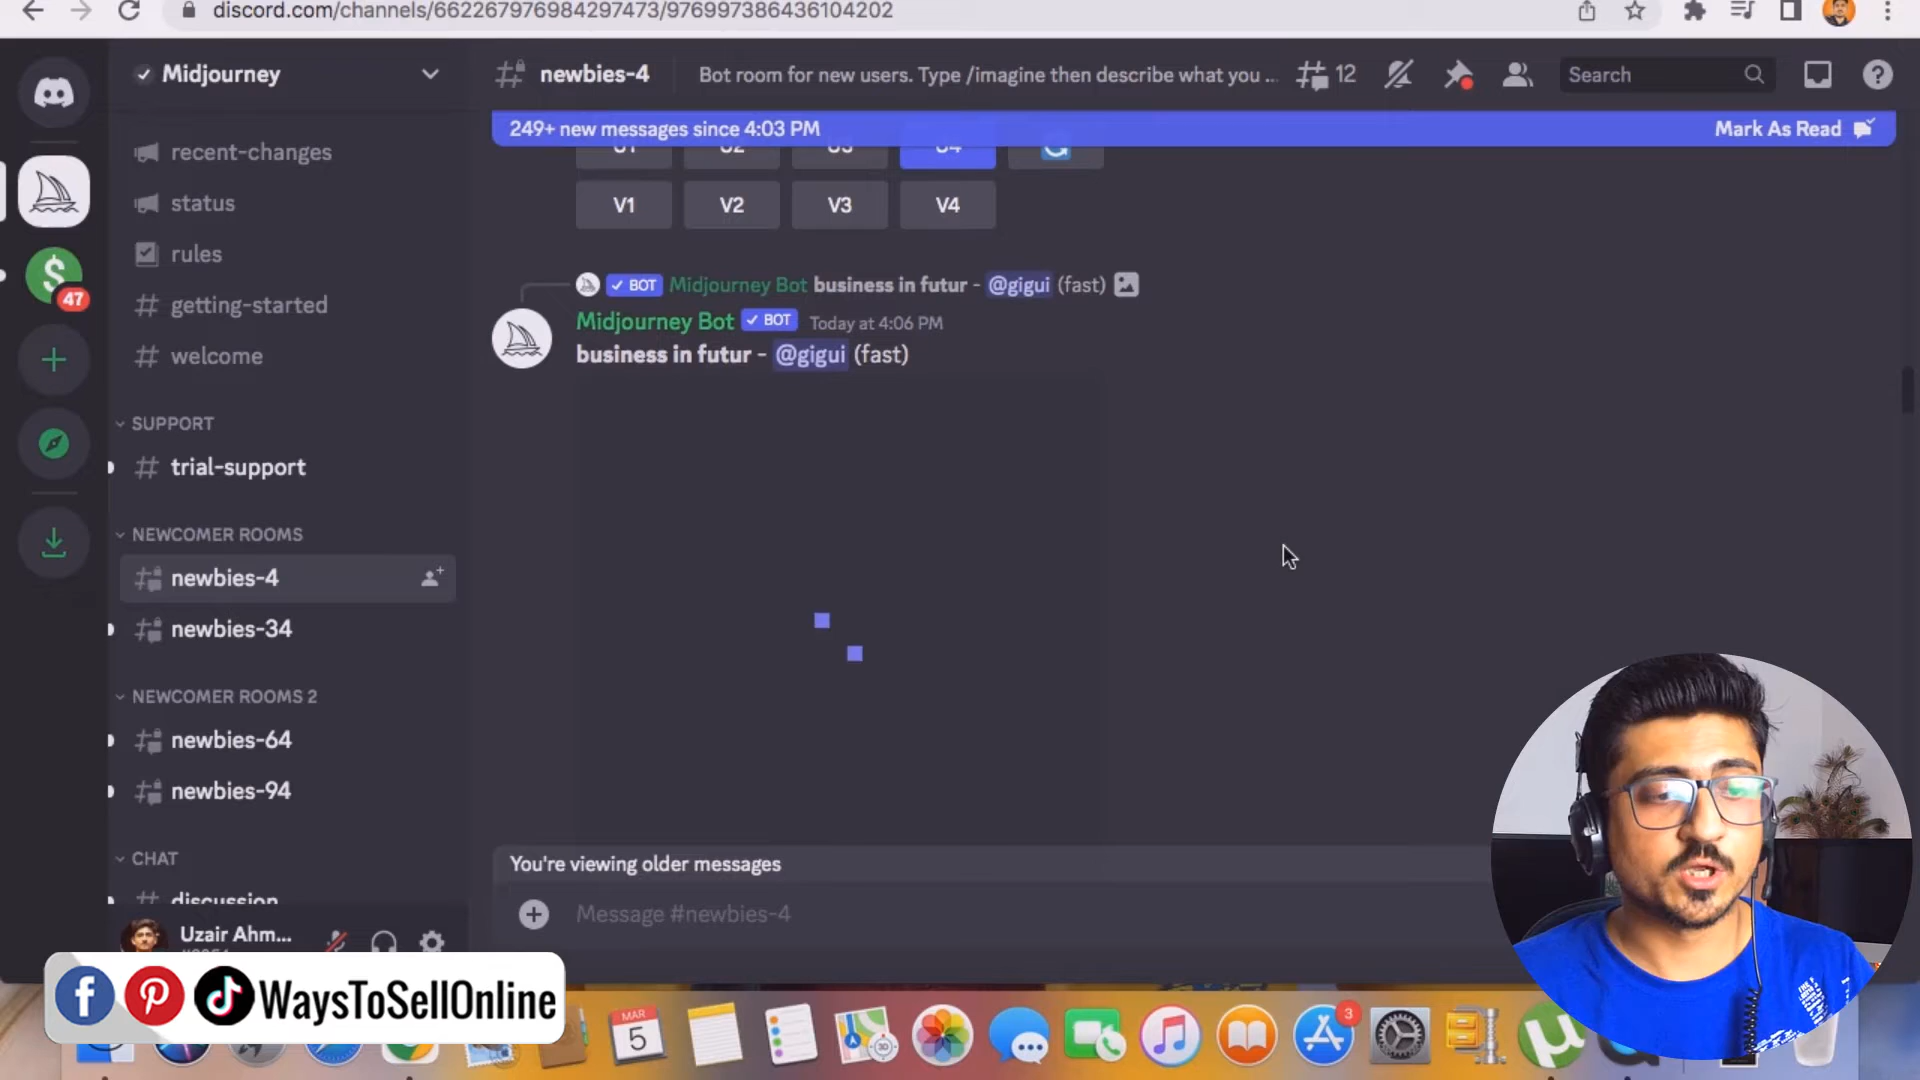 discord.com/channels/662267976984297473/976997386436104202
Midjourney
newbies-4
Bot room for new users. Type /imagine then describe what you ...
12
Search
249+ new messages since 4:03 PM
Mark As Read
recent-changes
status
rules
getting-started
welcome
SUPPORT
trial-support
NEWCOMER ROOMS
newbies-4
newbies-34
NEWCOMER ROOMS 2
newbies-64
newbies-94
CHAT
discussion
$
47
U4
V1
V2
V3
V4
BOT Midjourney Bot business in futur - @gigui (fast)
Midjourney Bot BOT Today at 4:06 PM
business in futur - @gigui (fast)
You're viewing older messages
Message #newbies-4
Uzair Ahm...
WaysToSellOnline
MAR
5
3